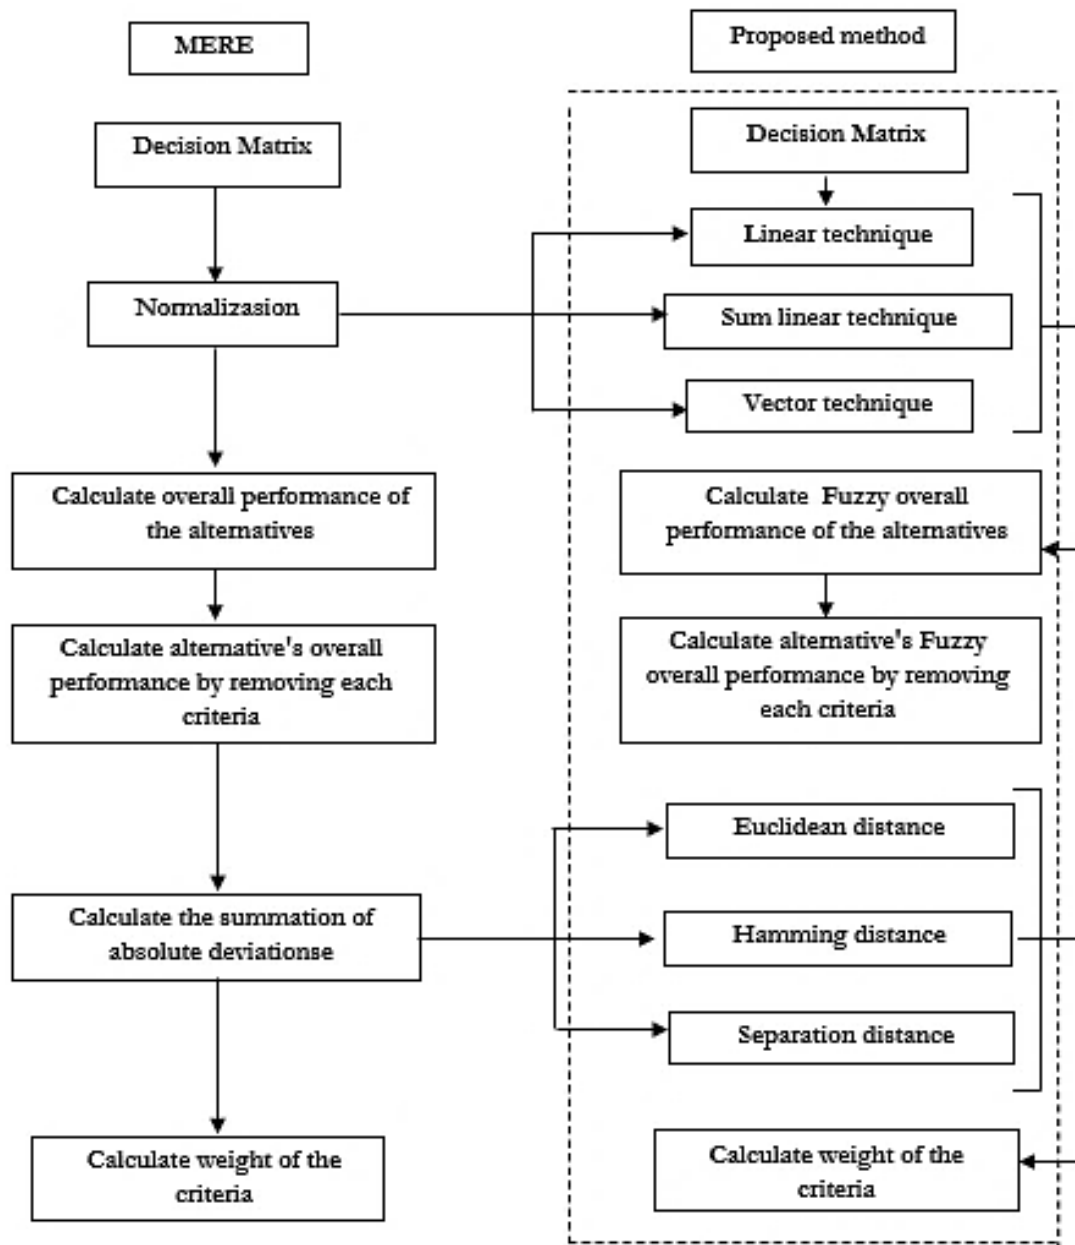 MERE
Decision Matrix
Normalizasion
Calculate overall performance of
the alternatives
Calculate alternative's overall
performance by removing each
criteria
Calculate the summation of
absolute deviationse
Calculate weight of the
criteria
Proposed method
Decision Matrix
Linear technique
Sum linear technique
Vector technique
Calculate Fuzzy overall
performance of the alternatives
Calculate alternative's Fuzzy
overall performance by removing
each criteria
Euclidean distance
Hamming distance
Separation distance
Calculate weight of the
criteria